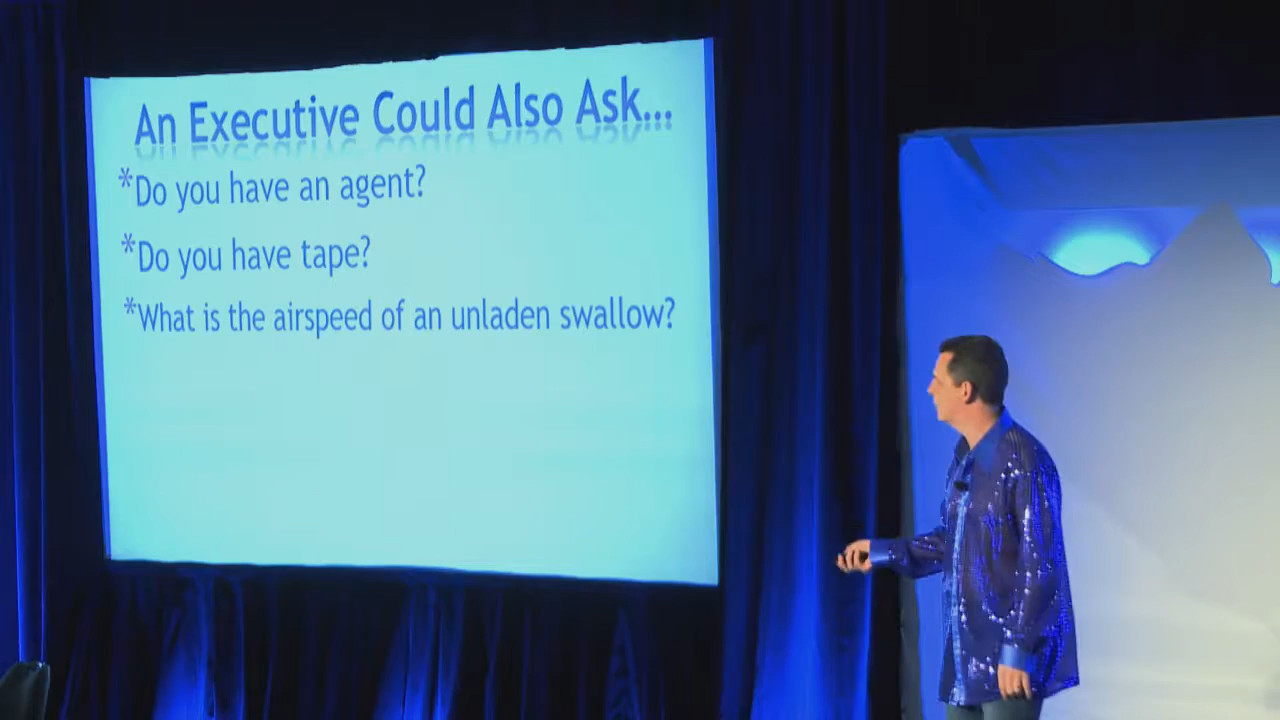 An Executive Could Also Ask...
*Do you have an agent?
*Do you have tape?
*What is the airspeed of an unladen swallow?